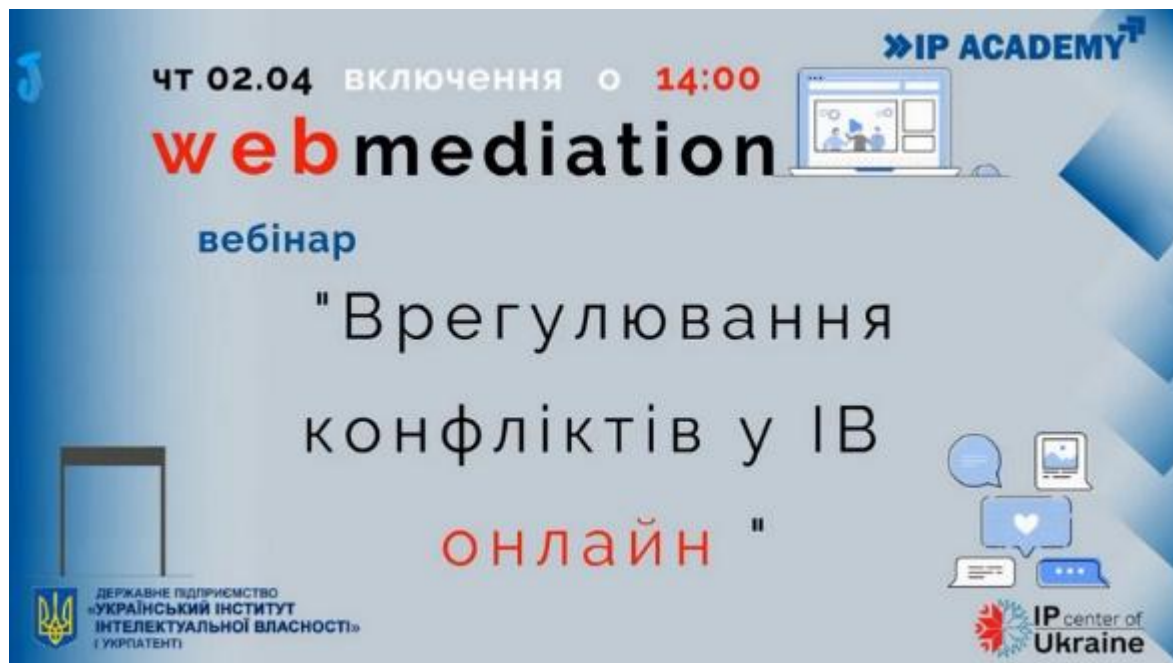 »IP ACADEMY
чт 02.04 включення о 14:00
webmediation
вебінар
"Врегулювання
конфліктів у ІВ
онлайн "
ДЕРЖАВНЕ ПІДПРИЄМСТВО
«УКРАЇНСЬКИЙ ІНСТИТУТ
ІНТЕЛЕКТУАЛЬНОЇ ВЛАСНОСТІ»
( УКРПАТЕНТ)
IP center of
Ukraine